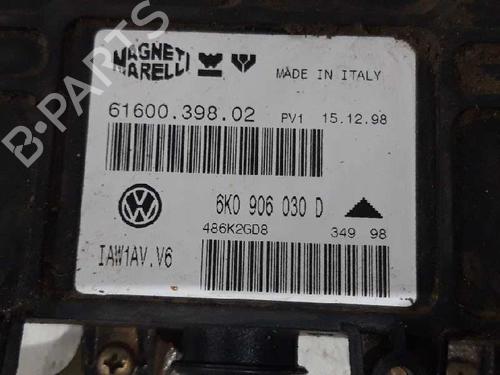 MAGNETI MARELLI
MADE IN ITALY
61600.398.02 PV1 15.12.98
6K0 906 030 D
486K2GD8 349 98
IAW1AV.V6